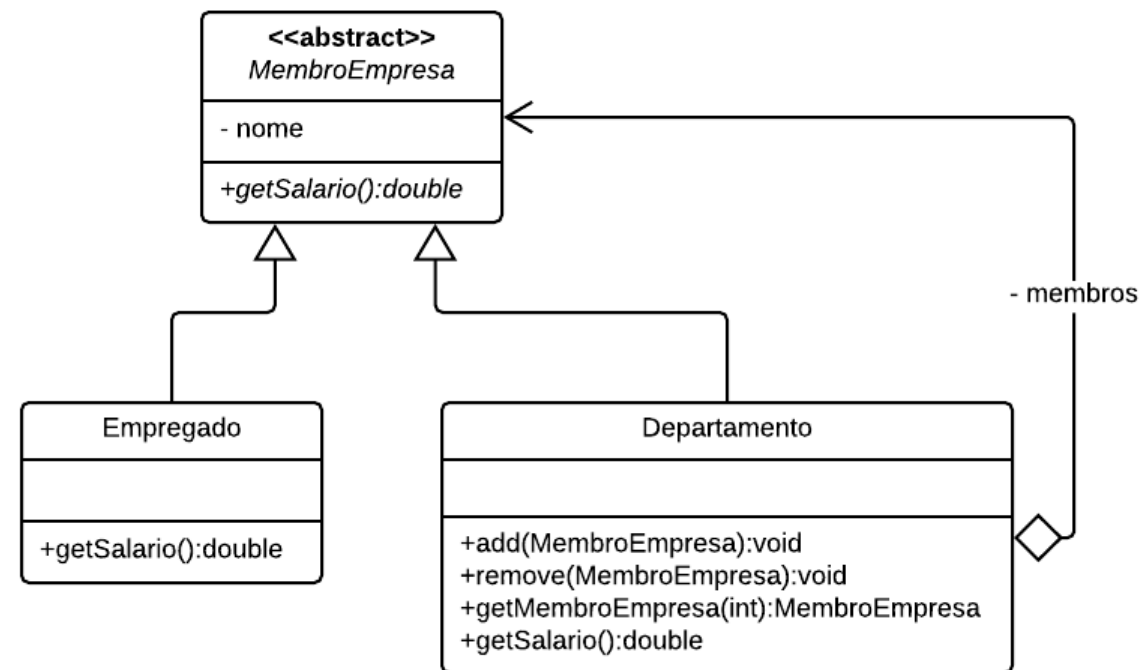 <<abstract>>
MembroEmpresa
- nome
+getSalario():double
- membros
Empregado
+getSalario():double
Departamento
+add(MembroEmpresa):void
+remove(MembroEmpresa):void
+getMembroEmpresa(int):MembroEmpresa
+getSalario():double